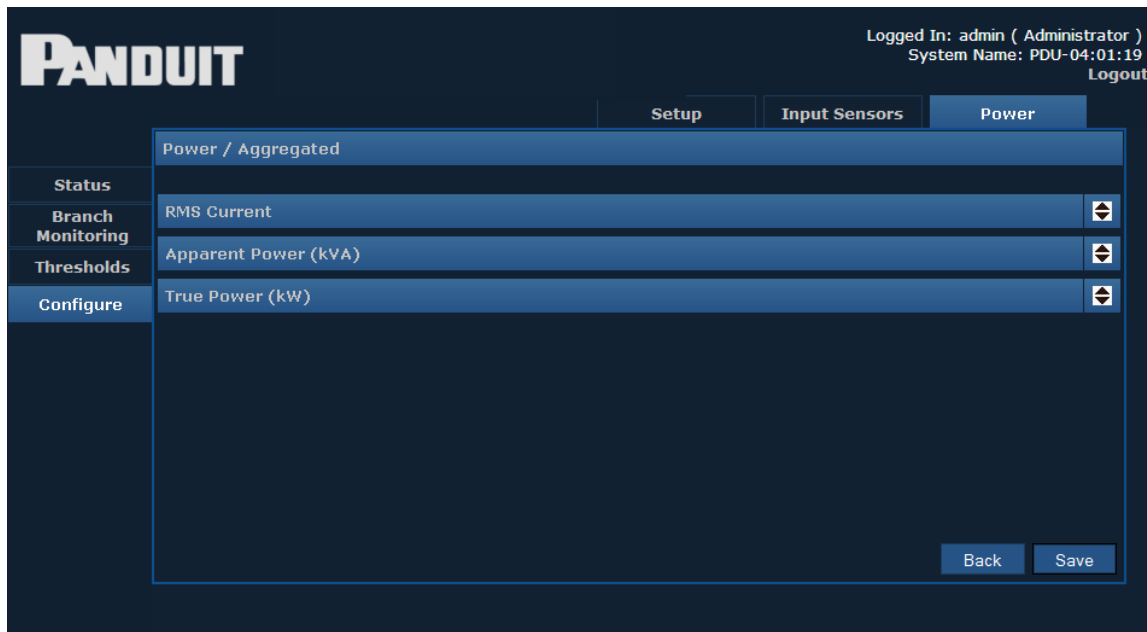 PANDUIT
Logged In: admin ( Administrator )
System Name: PDU-04:01:19
Logout
Setup
Input Sensors
Power
Power / Aggregated
Status
Branch
Monitoring
Thresholds
Configure
RMS Current
Apparent Power (kVA)
True Power (kW)
Back
Save